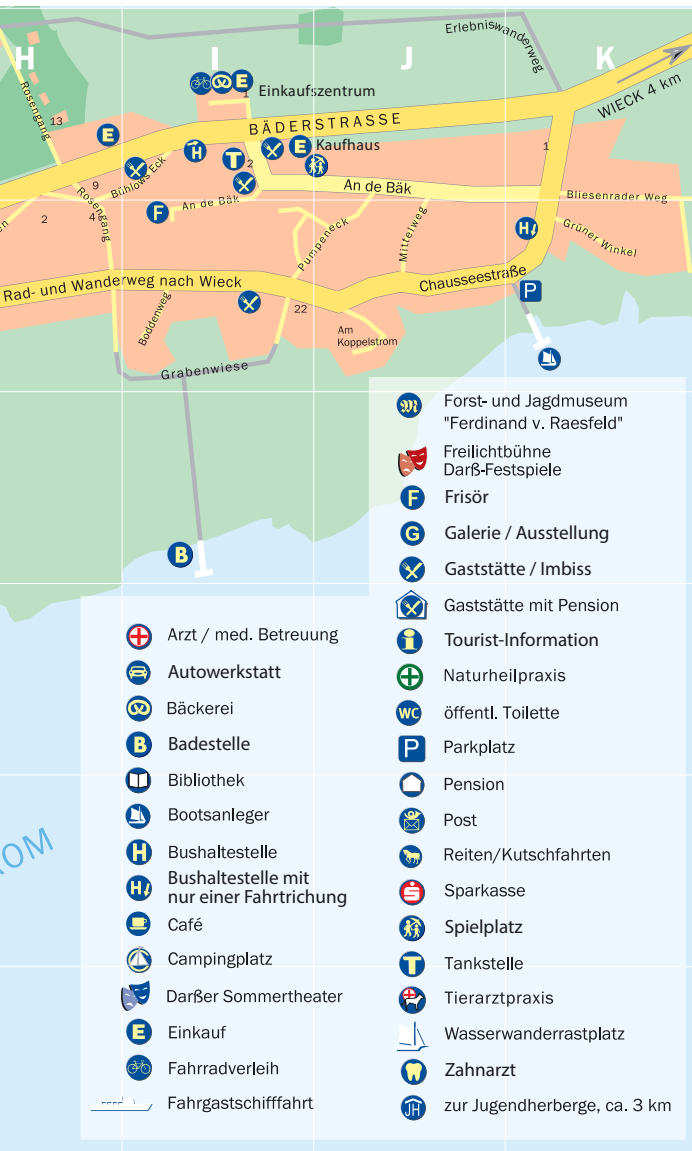 H
I
J
K
Erlebniswanderweg
WIECK 4 km
Rosengang
13
1
Einkaufszentrum
E
BÄDERSTRASSE
E
H
T
2
E
Kaufhaus
1
9
Bühlows Eck
An de Bäk
Bliesenrader Weg
2
4
Rosengang
F
An de Bäk
Pumpeneck
Mittelweg
H
Grüner Winkel
Rad- und Wanderweg nach Wieck
Chausseestraße
P
Boddenweg
22
Am
Koppelstrom
Grabenwiese
B
OM
Arzt / med. Betreuung
Autowerkstatt
Bäckerei
B Badestelle
Bibliothek
Bootsanleger
H Bushaltestelle
H Bushaltestelle mit
nur einer Fahrtrichung
Café
Campingplatz
Darßer Sommertheater
E Einkauf
Fahrradverleih
Fahrgastschifffahrt
M Forst- und Jagdmuseum
"Ferdinand v. Raesfeld"
Freilichtbühne
Darß-Festspiele
F Frisör
G Galerie / Ausstellung
Gaststätte / Imbiss
Gaststätte mit Pension
i Tourist-Information
Naturheilpraxis
WC öffentl. Toilette
P Parkplatz
Pension
Post
Reiten/Kutschfahrten
S Sparkasse
Spielplatz
T Tankstelle
Tierarztpraxis
Wasserwanderrastplatz
Zahnarzt
JH zur Jugendherberge, ca. 3 km